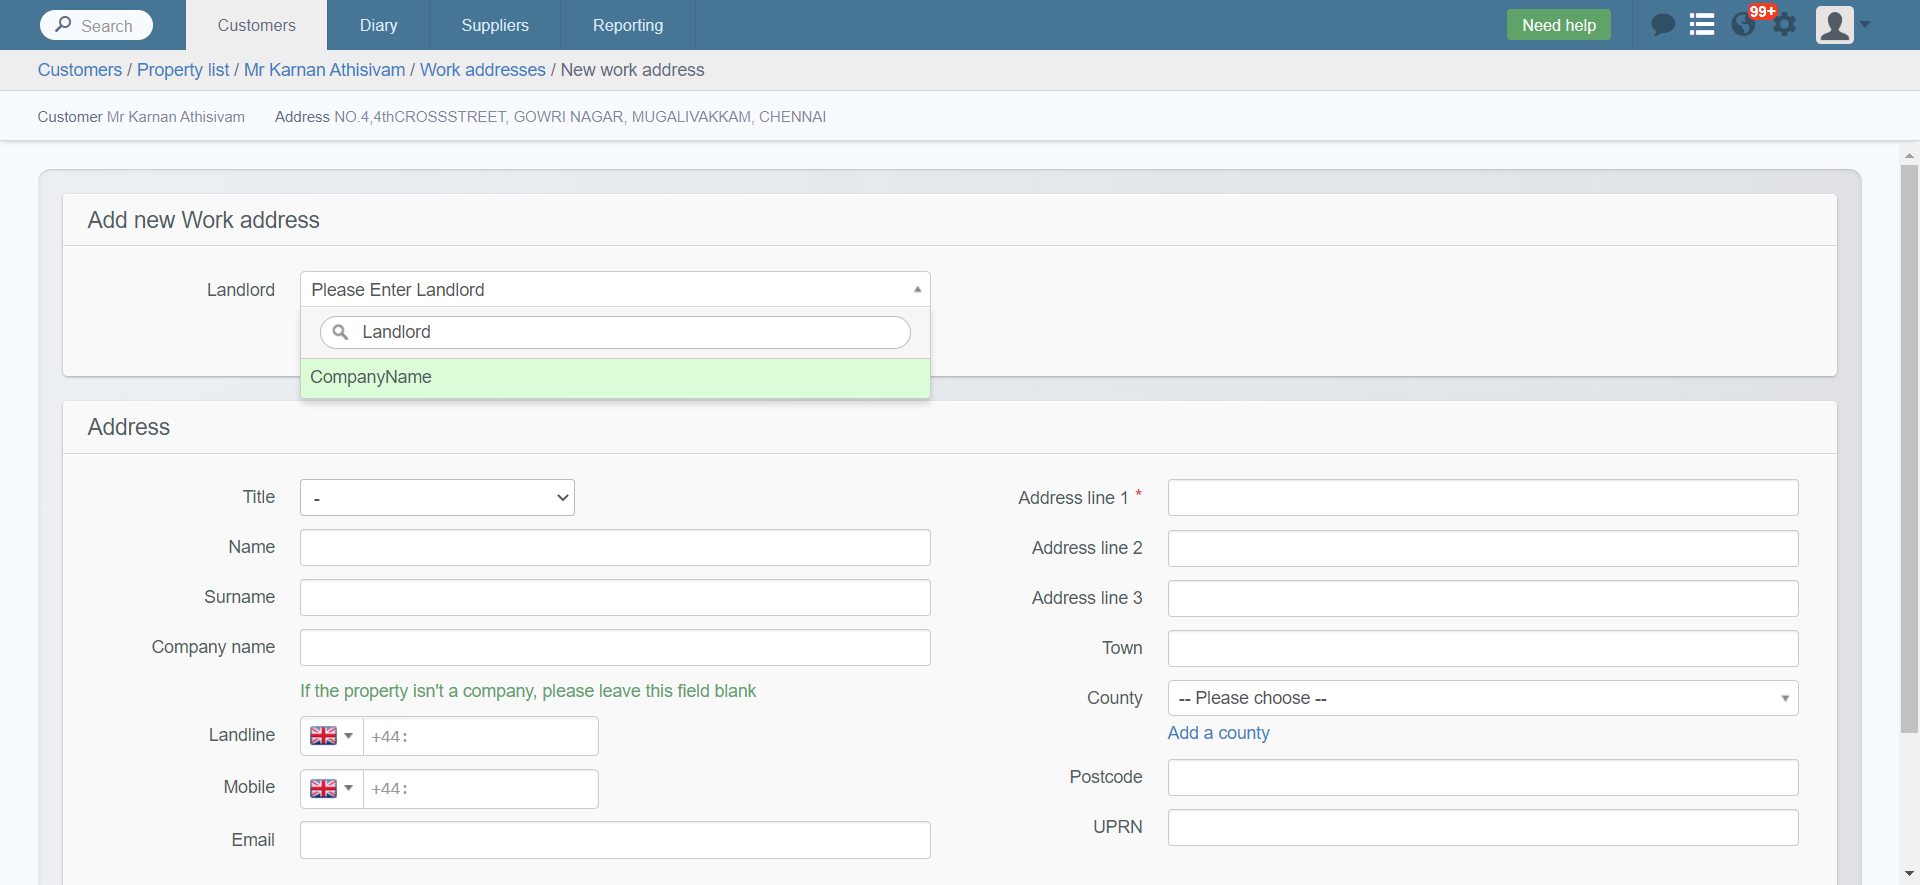 Search
Customers
Diary
Suppliers
Reporting
Need help
99+
Customers / Property list / Mr Karnan Athisivam / Work addresses / New work address
Customer Mr Karnan Athisivam Address NO.4,4thCROSSSTREET, GOWRI NAGAR, MUGALIVAKKAM, CHENNAI
Add new Work address
Landlord
Please Enter Landlord
Landlord
CompanyName
Address
Title
-
Name
Surname
Company name
If the property isn't a company, please leave this field blank
Landline
+44:
Mobile
+44:
Email
Address line 1 *
Address line 2
Address line 3
Town
County
-- Please choose --
Add a county
Postcode
UPRN